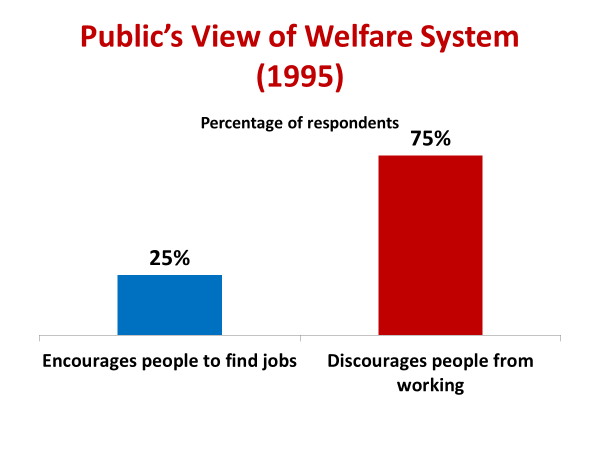 Public’s View of Welfare System
(1995)
Percentage of respondents
75%
25%
Encourages people to find jobs
Discourages people from
working